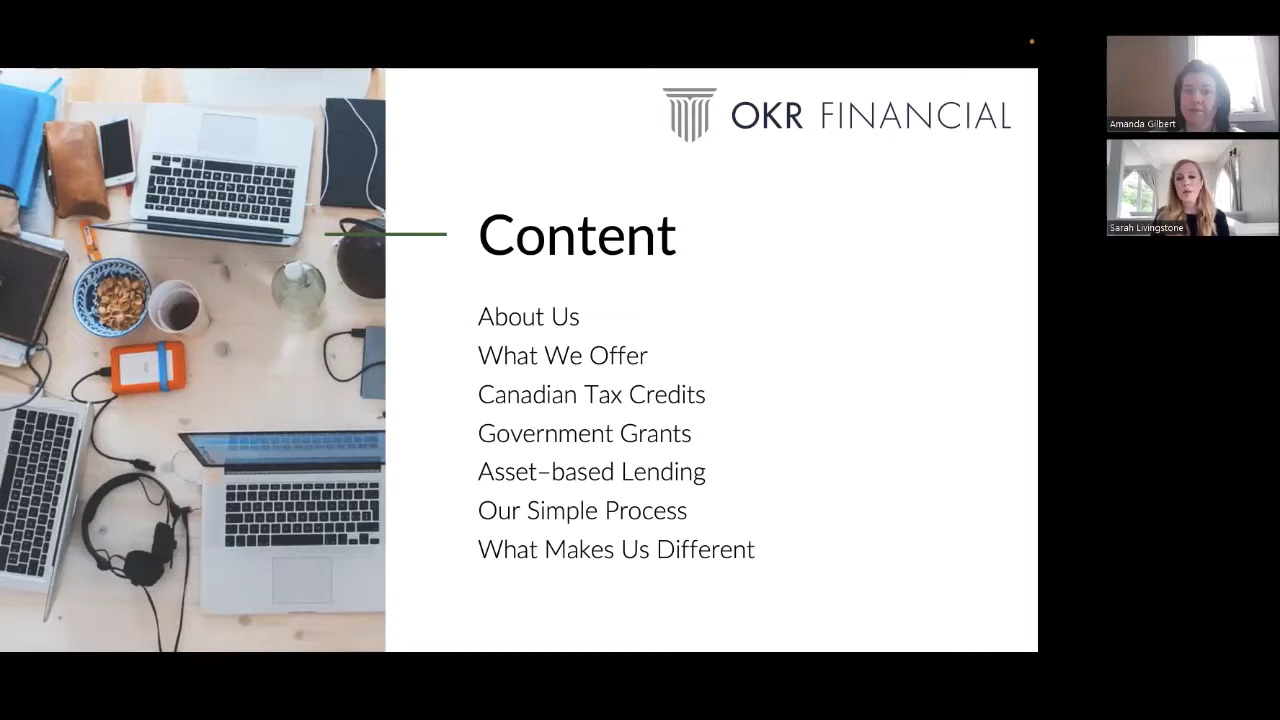 OKR FINANCIAL
Content
About Us
What We Offer
Canadian Tax Credits
Government Grants
Asset–based Lending
Our Simple Process
What Makes Us Different
Amanda Gilbert
Sarah Livingstone